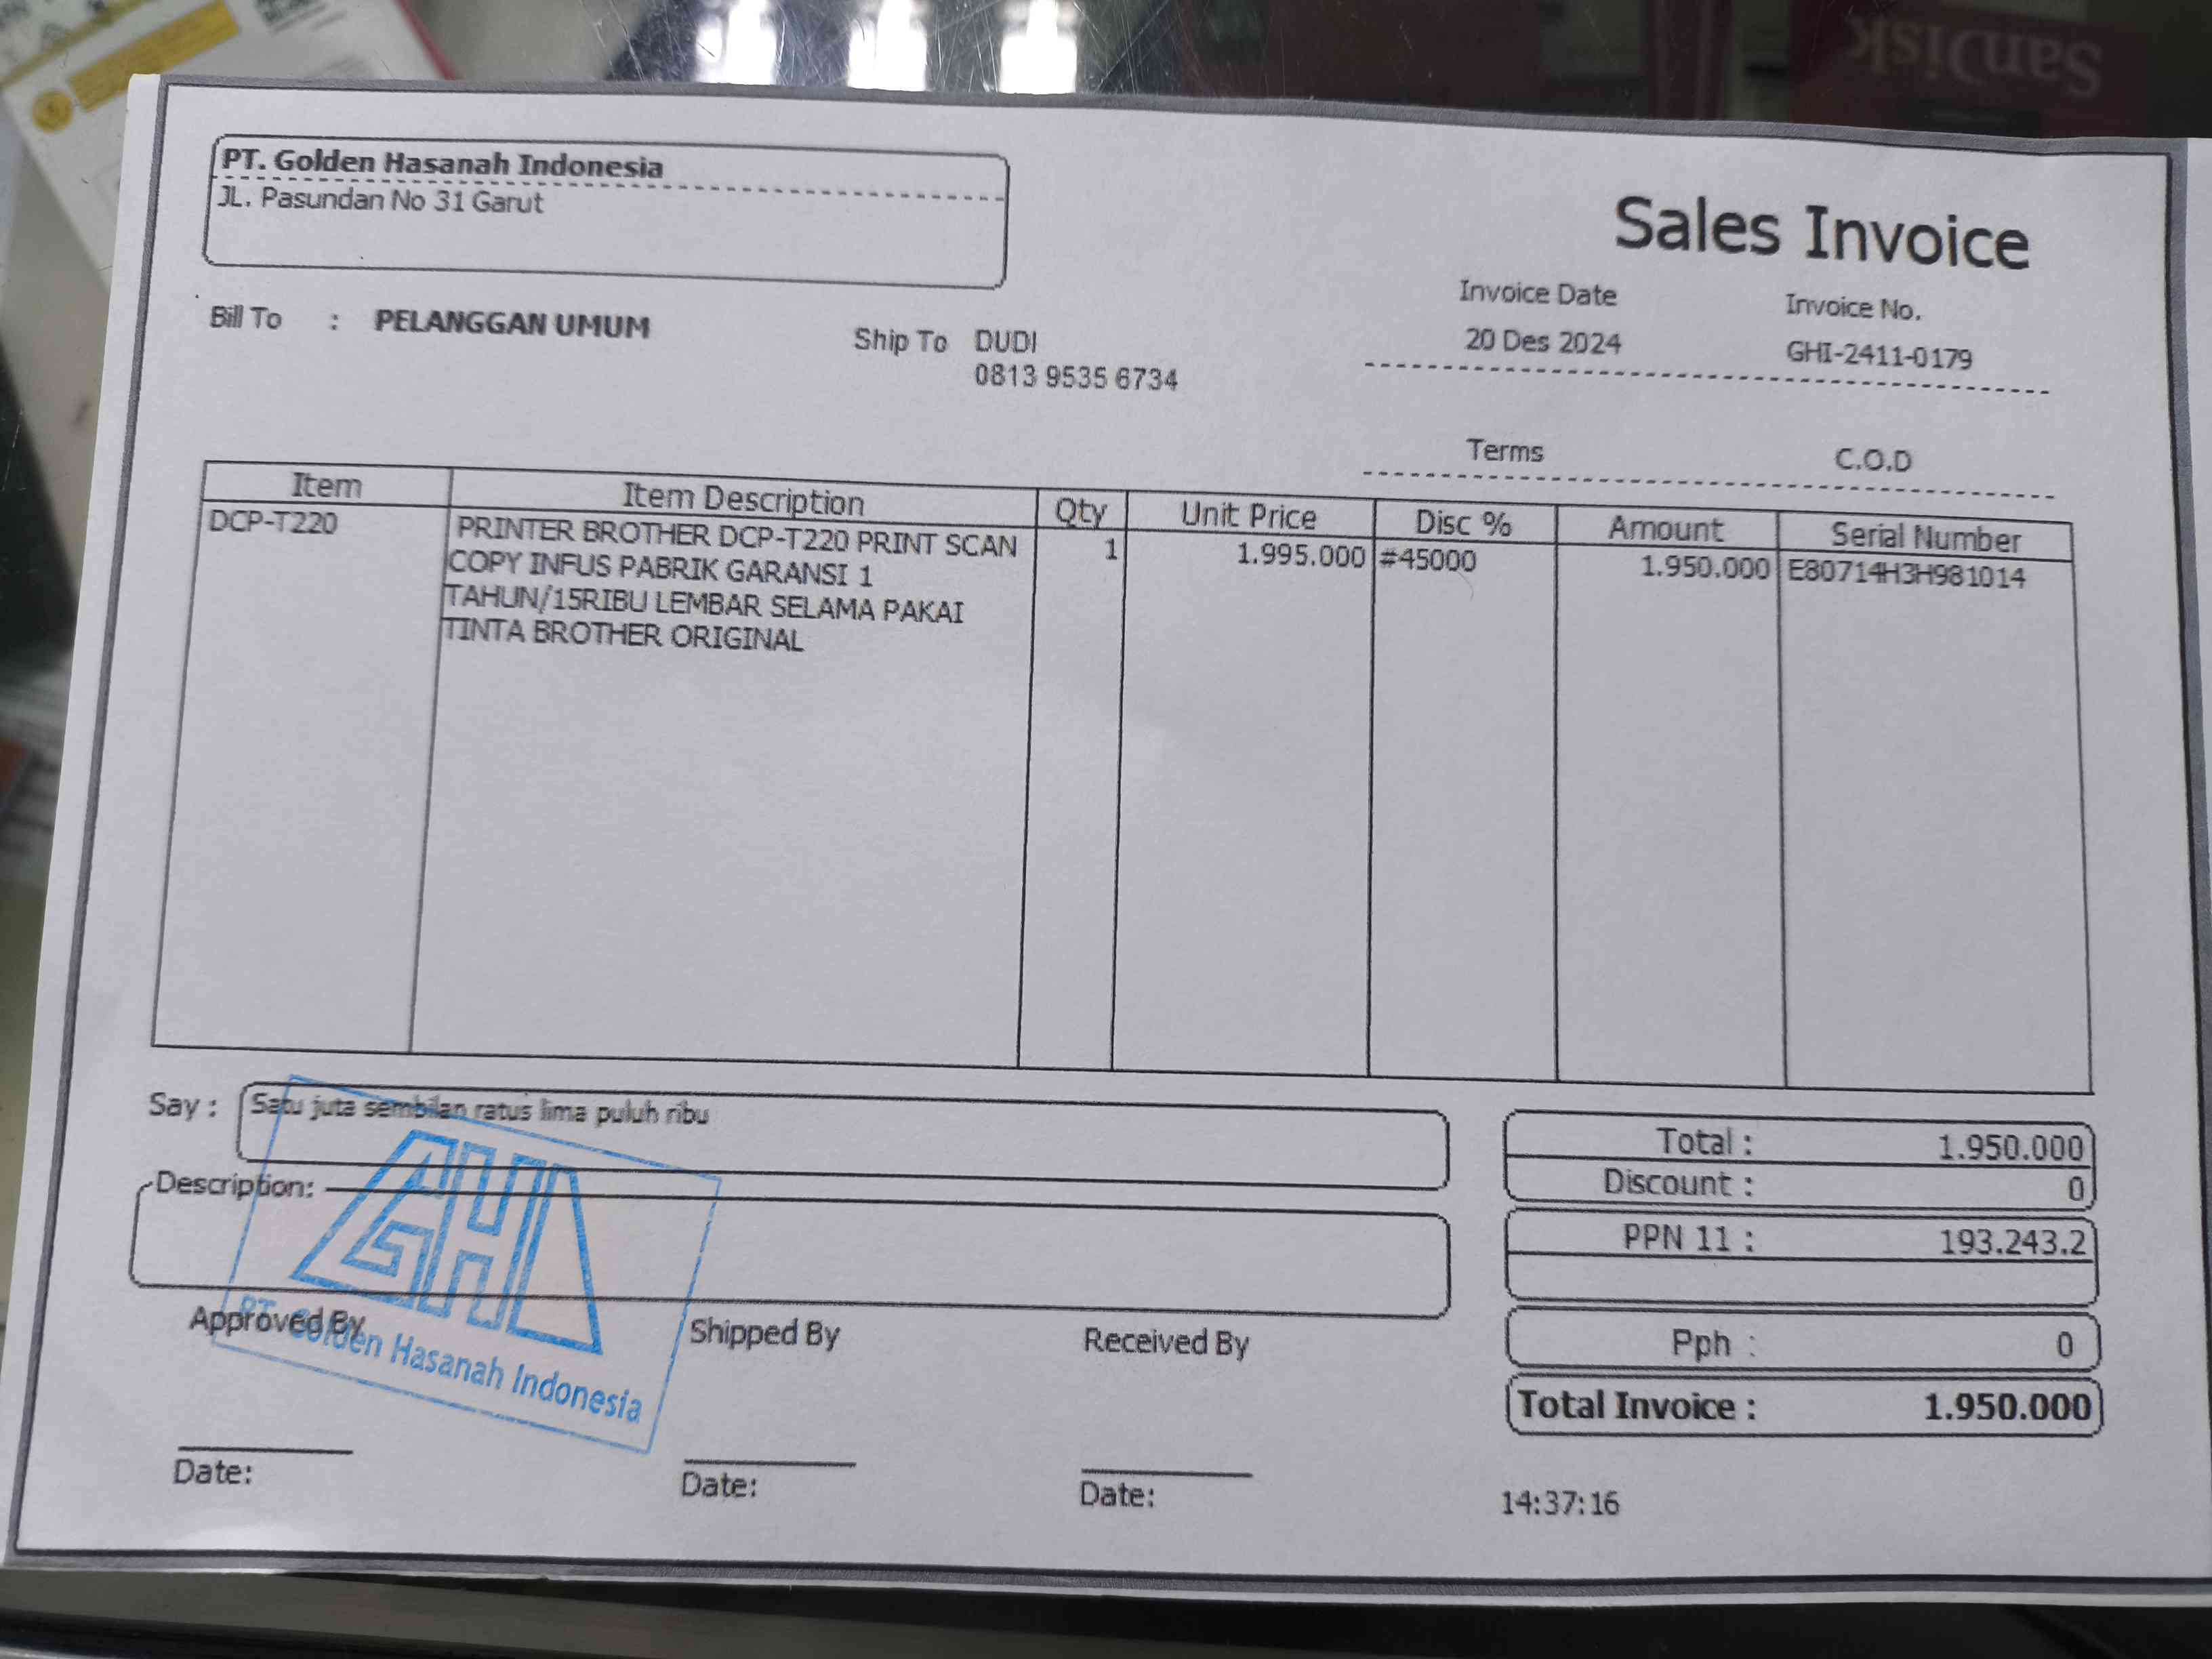 SanDisk
PT. Golden Hasanah Indonesia
JL. Pasundan No 31 Garut
Sales Invoice
Invoice Date
Invoice No.
20 Des 2024
GHI-2411-0179
Bill To : PELANGGAN UMUM
Ship To DUDI
0813 9535 6734
Terms C.O.D
Item Item Description Qty Unit Price Disc % Amount Serial Number
DCP-T220 PRINTER BROTHER DCP-T220 PRINT SCAN 1 1.995.000 #45000 1.950.000 E80714H3H981014
COPY INFUS PABRIK GARANSI 1
TAHUN/15RIBU LEMBAR SELAMA PAKAI
TINTA BROTHER ORIGINAL
Say : Satu juta sembilan ratus lima puluh ribu
Description:
Total : 1.950.000
Discount : 0
PPN 11 : 193.243.2
Pph : 0
Total Invoice : 1.950.000
GHI
PT. Golden Hasanah Indonesia
Approved By Shipped By Received By
Date: Date: Date:
14:37:16